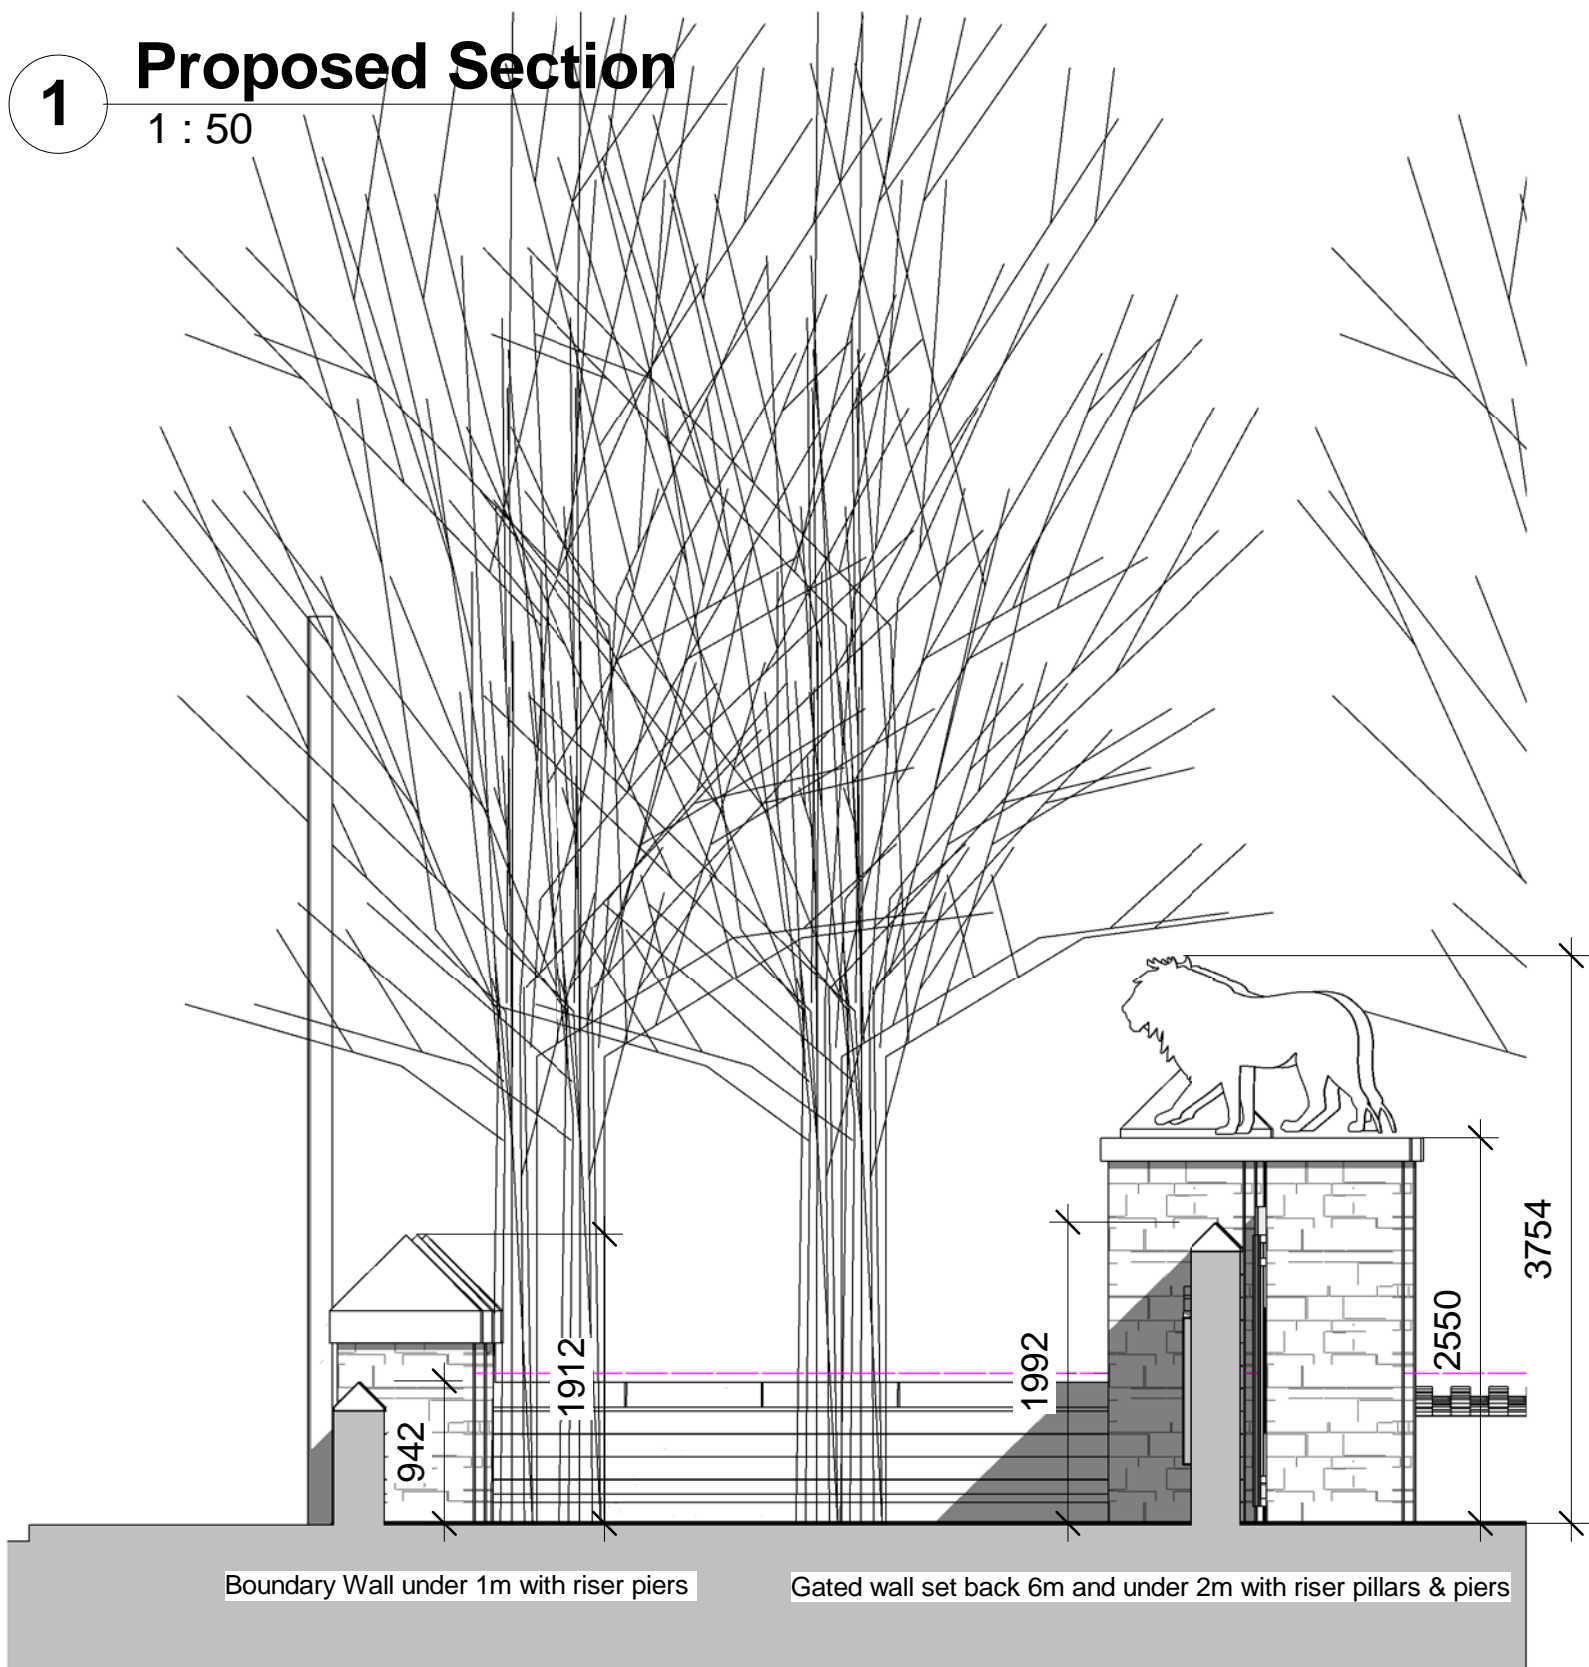 1
Proposed Section
1 : 50
1912
942
1992
2550
3754
Boundary Wall under 1m with riser piers
Gated wall set back 6m and under 2m with riser pillars & piers